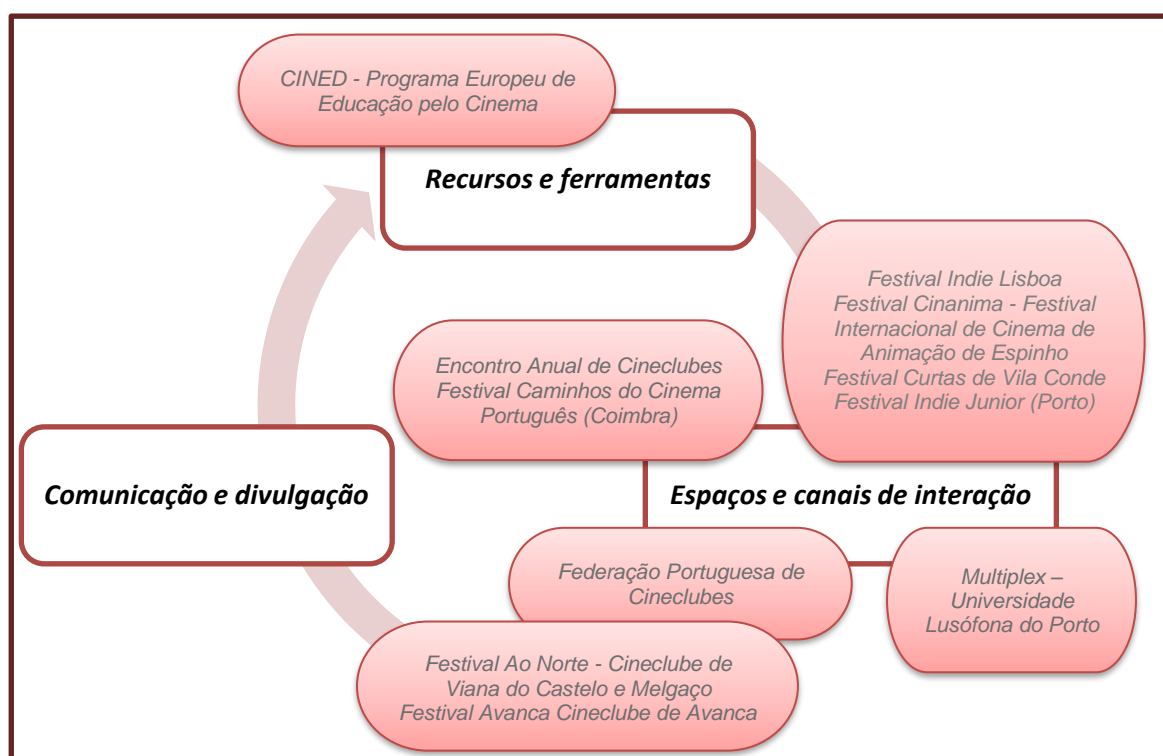 CINED - Programa Europeu de
Educação pelo Cinema
Recursos e ferramentas
Festival Indie Lisboa
Festival Cinanima - Festival
Internacional de Cinema de
Animação de Espinho
Festival Curtas de Vila Conde
Festival Indie Junior (Porto)
Encontro Anual de Cineclubes
Festival Caminhos do Cinema
Português (Coimbra)
Comunicação e divulgação
Espaços e canais de interação
Federação Portuguesa de
Cineclubes
Multiplex –
Universidade
Lusófona do Porto
Festival Ao Norte - Cineclube de
Viana do Castelo e Melgaço
Festival Avanca Cineclube de Avanca